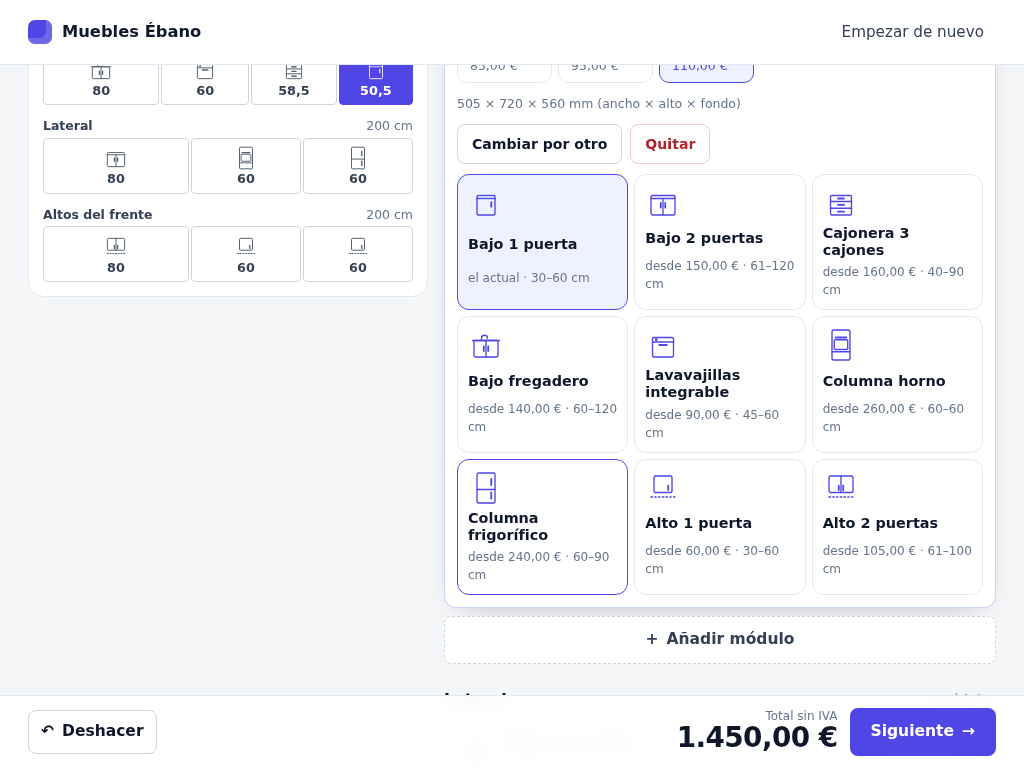 Muebles Ébano
Empezar de nuevo
80
60
58,5
50,5
Lateral
200 cm
80
60
60
Altos del frente
200 cm
80
60
60
85,00 €
95,00 €
110,00 €
505 × 720 × 560 mm (ancho × alto × fondo)
Cambiar por otro
Quitar
Bajo 1 puerta
el actual · 30–60 cm
Bajo 2 puertas
desde 150,00 € · 61–120
cm
Cajonera 3
cajones
desde 160,00 € · 40–90
cm
Bajo fregadero
desde 140,00 € · 60–120
cm
Lavavajillas
integrable
desde 90,00 € · 45–60
cm
Columna horno
desde 260,00 € · 60–60
cm
Columna
frigorífico
desde 240,00 € · 60–90
cm
Alto 1 puerta
desde 60,00 € · 30–60
cm
Alto 2 puertas
desde 105,00 € · 61–100
cm
+ Añadir módulo
↶ Deshacer
Total sin IVA
1.450,00 €
Siguiente →